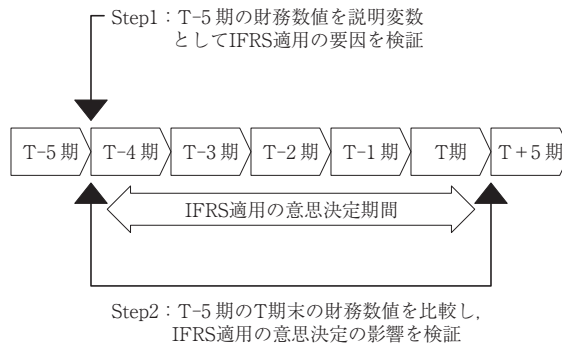 Step1：T-5 期の財務数値を説明変数
としてIFRS適用の要因を検証
T-5 期 T-4 期 T-3 期 T-2 期 T-1 期 T期 T+5 期
IFRS適用の意思決定期間
Step2：T-5 期のT期末の財務数値を比較し,
IFRS適用の意思決定の影響を検証